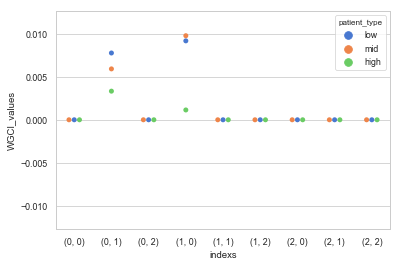 patient_type
low
mid
high
0.010
0.005
0.000
−0.005
−0.010
WGCI_values
(0, 0) (0, 1) (0, 2) (1, 0) (1, 1) (1, 2) (2, 0) (2, 1) (2, 2)
indexs